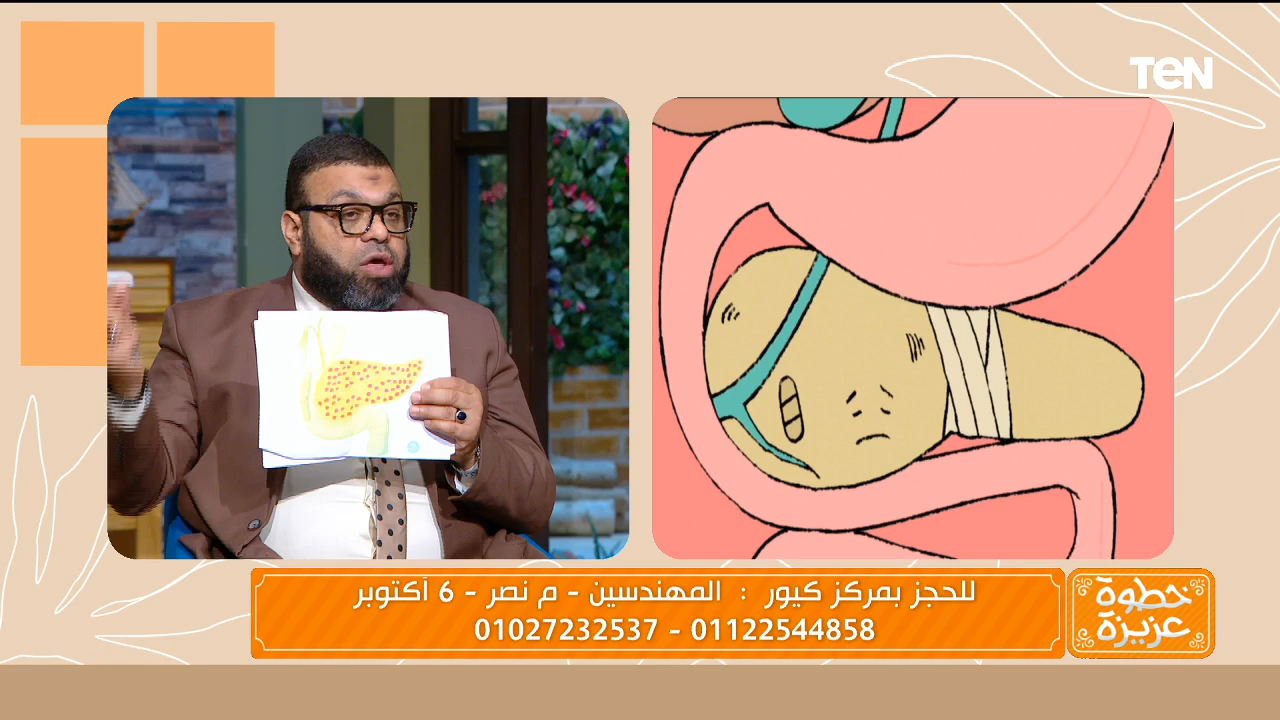 TEN
للحجز بمركز كيور : المهندسين - م نصر - 6 أكتوبر
01122544858 - 01027232537
خطوة
عزيزة